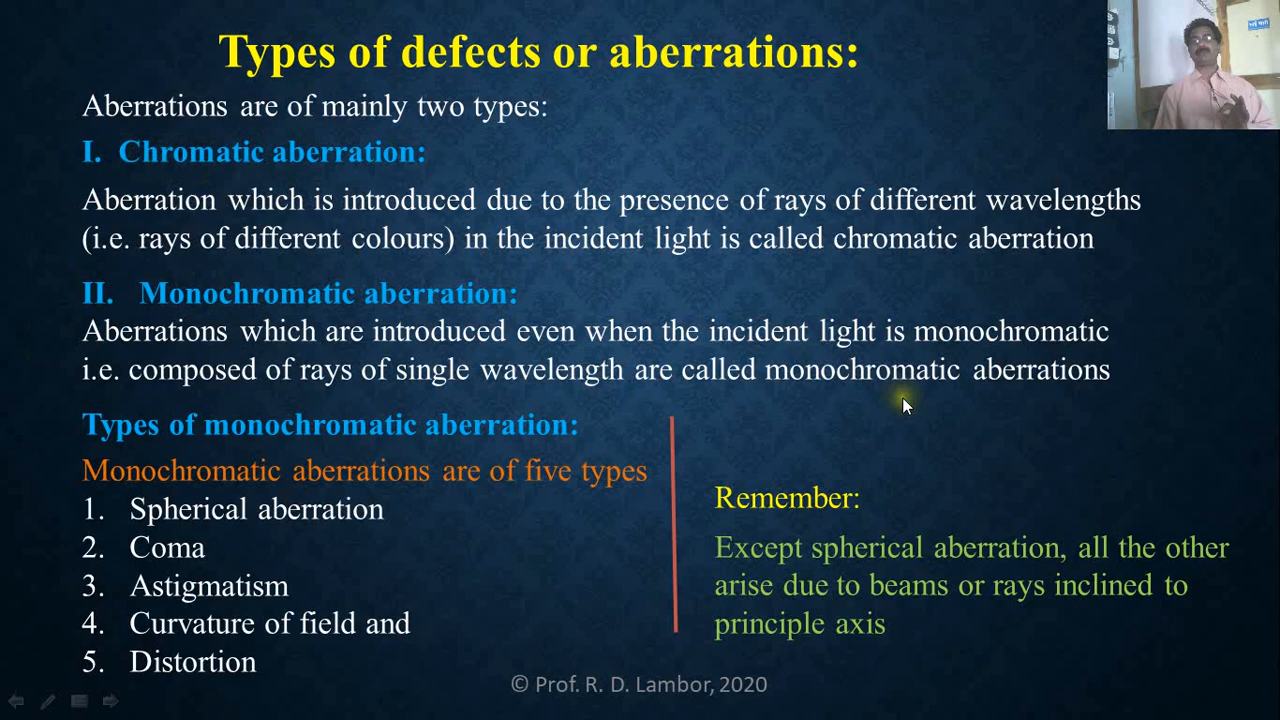 Types of defects or aberrations:
Aberrations are of mainly two types:
I. Chromatic aberration:
Aberration which is introduced due to the presence of rays of different wavelengths
(i.e. rays of different colours) in the incident light is called chromatic aberration
II. Monochromatic aberration:
Aberrations which are introduced even when the incident light is monochromatic
i.e. composed of rays of single wavelength are called monochromatic aberrations
Types of monochromatic aberration:
Monochromatic aberrations are of five types
1. Spherical aberration
2. Coma
3. Astigmatism
4. Curvature of field and
5. Distortion
Remember:
Except spherical aberration, all the other
arise due to beams or rays inclined to
principle axis
© Prof. R. D. Lambor, 2020